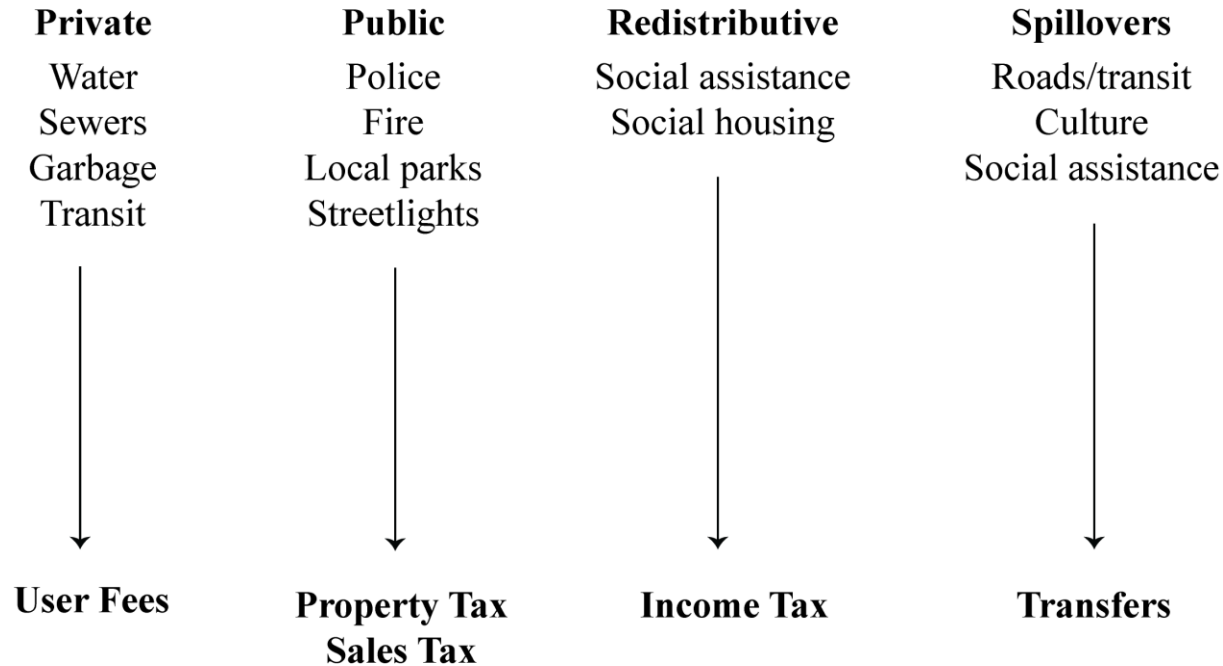 Private
Water
Sewers
Garbage
Transit
User Fees
Public
Police
Fire
Local parks
Streetlights
Property Tax
Sales Tax
Redistributive
Social assistance
Social housing
Income Tax
Spillovers
Roads/transit
Culture
Social assistance
Transfers